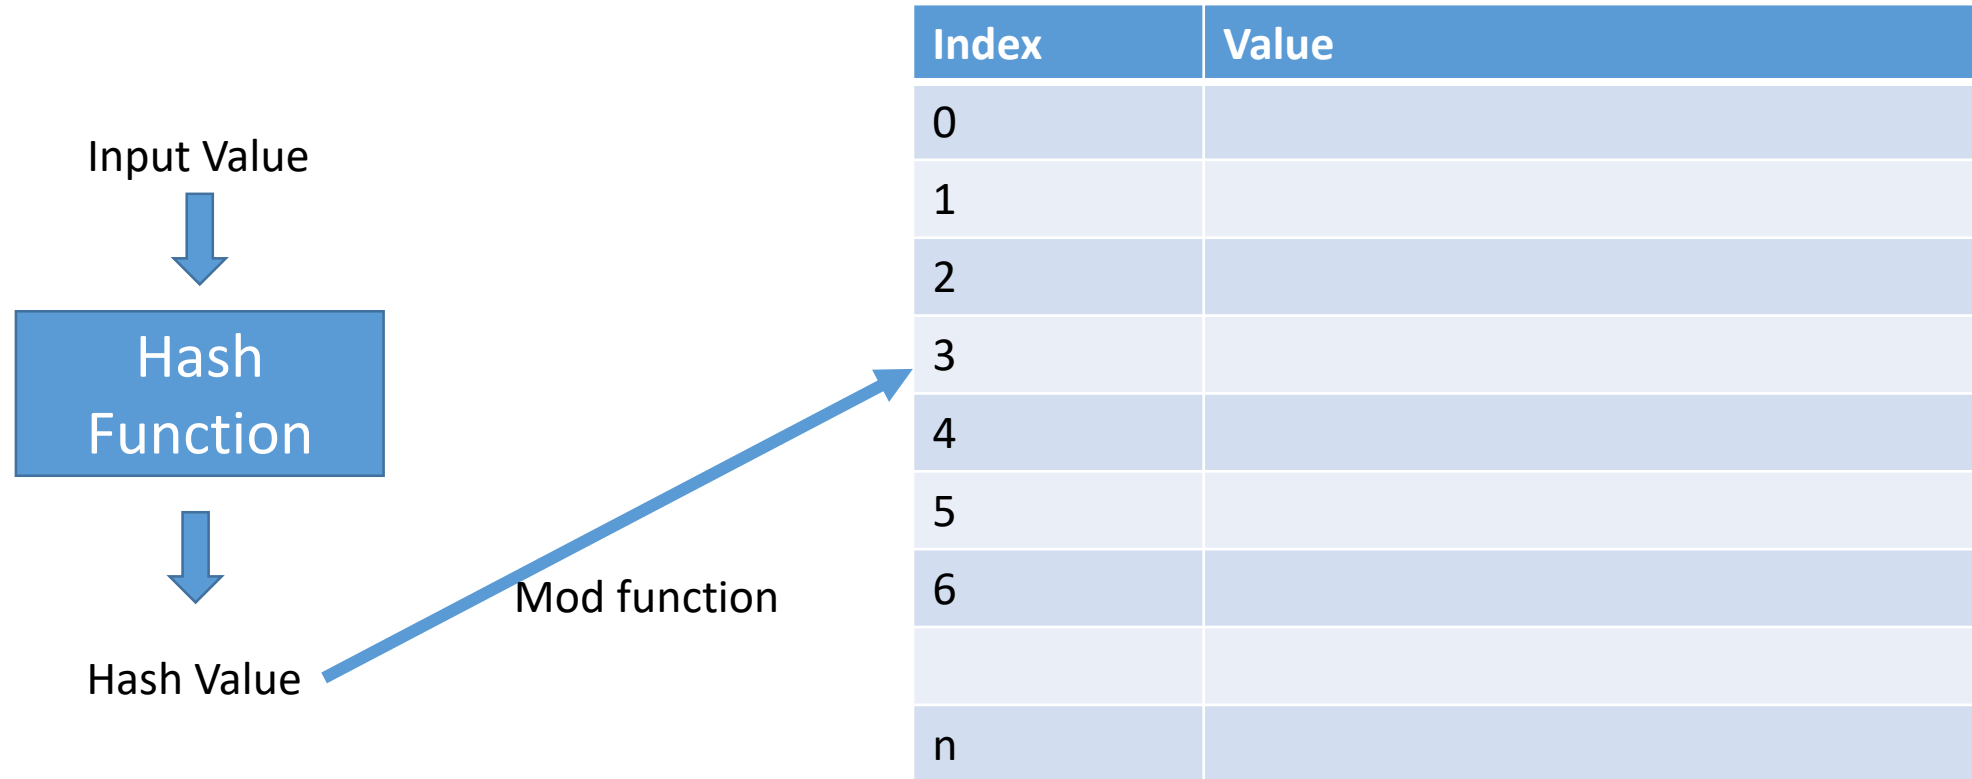 Input Value
Hash
Function
Hash Value
Mod function
Index Value
0
1
2
3
4
5
6
n